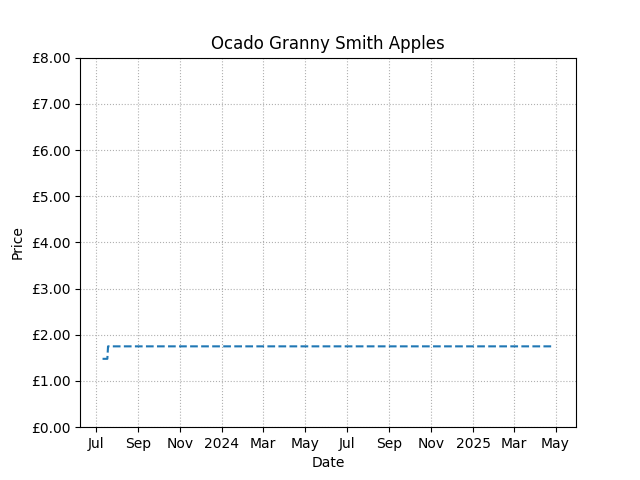 Ocado Granny Smith Apples
£8.00
£7.00
£6.00
£5.00
£4.00
£3.00
£2.00
£1.00
£0.00
Price
Jul Sep Nov 2024 Mar May Jul Sep Nov 2025 Mar May
Date